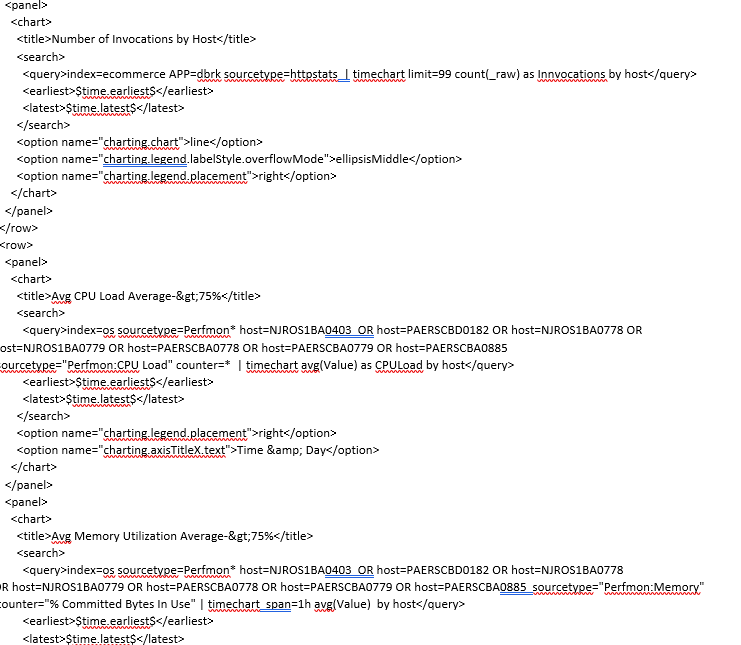 <panel>
<chart>
<title>Number of Invocations by Host</title>
<search>
<query>index=ecommerce APP=dbrk sourcetype=httpstats | timechart limit=99 count(_raw) as Innvocations by host</query>
<earliest>$time.earliest$</earliest>
<latest>$time.latest$</latest>
</search>
<option name="charting.chart">line</option>
<option name="charting.legend.labelStyle.overflowMode">ellipsisMiddle</option>
<option name="charting.legend.placement">right</option>
</chart>
</panel>
</row>
<row>
<panel>
<chart>
<title>Avg CPU Load Average-&gt;75%</title>
<search>
<query>index=os sourcetype=Perfmon* host=NJROS1BA0403 OR host=PAERSCBD0182 OR host=NJROS1BA0778 OR
ost=NJROS1BA0779 OR host=PAERSCBA0778 OR host=PAERSCBA0779 OR host=PAERSCBA0885
sourcetype="Perfmon:CPU Load" counter=* | timechart avg(Value) as CPULoad by host</query>
<earliest>$time.earliest$</earliest>
<latest>$time.latest$</latest>
</search>
<option name="charting.legend.placement">right</option>
<option name="charting.axisTitleX.text">Time &amp; Day</option>
</chart>
</panel>
<panel>
<chart>
<title>Avg Memory Utilization Average-&gt;75%</title>
<search>
<query>index=os sourcetype=Perfmon* host=NJROS1BA0403 OR host=PAERSCBD0182 OR host=NJROS1BA0778
OR host=NJROS1BA0779 OR host=PAERSCBA0778 OR host=PAERSCBA0779 OR host=PAERSCBA0885 sourcetype="Perfmon:Memory"
counter="% Committed Bytes In Use" | timechart span=1h avg(Value) by host</query>
<earliest>$time.earliest$</earliest>
<latest>$time.latest$</latest>